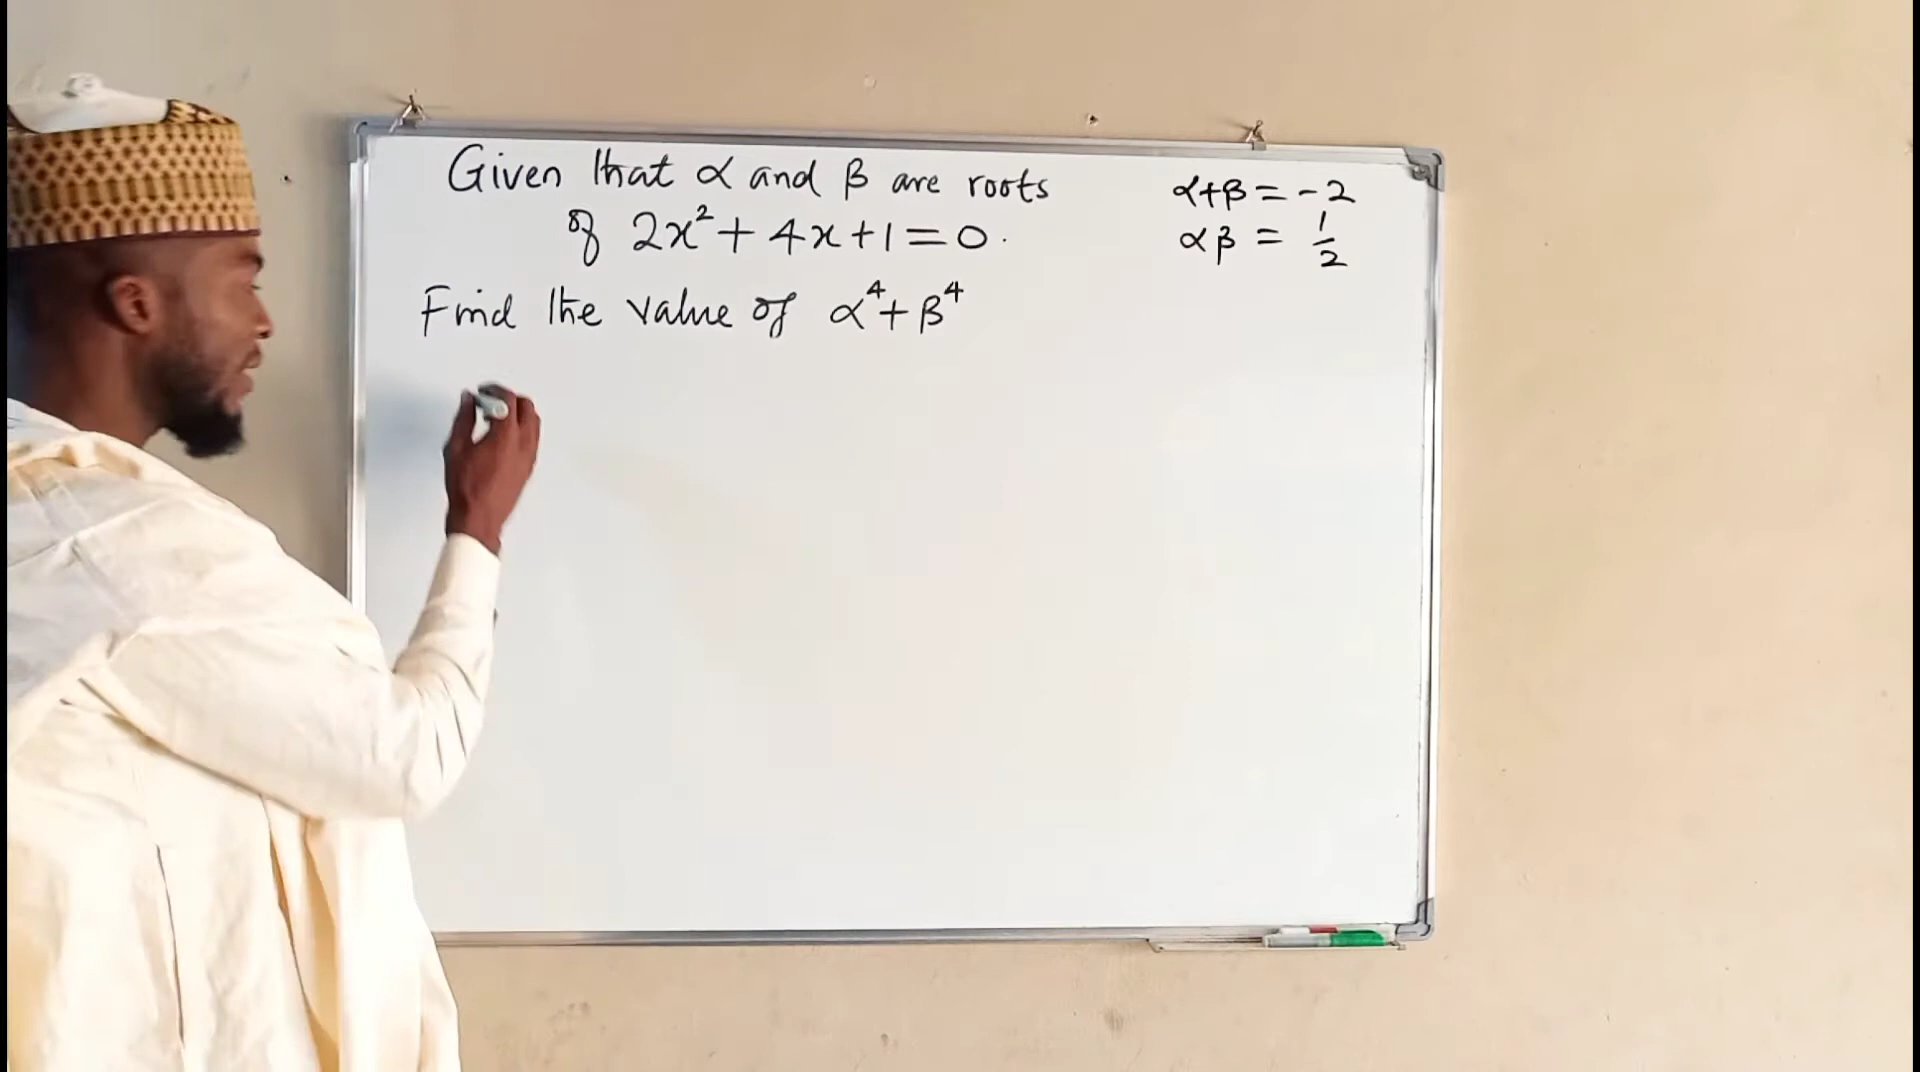 Given that α and β are roots
of 2x² + 4x + 1 = 0.
Find the value of α⁴ + β⁴
α + β = -2
αβ = 1/2